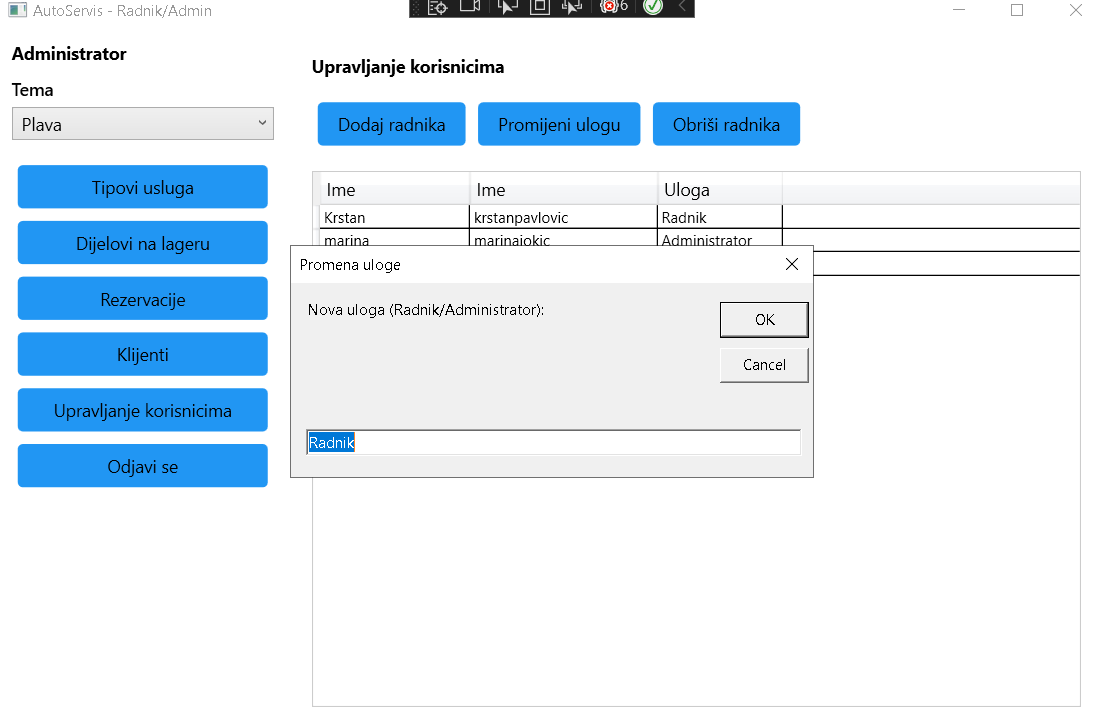 AutoServis - Radnik/Admin
6
Administrator
Tema
Plava
Tipovi usluga
Dijelovi na lageru
Rezervacije
Klijenti
Upravljanje korisnicima
Odjavi se
Upravljanje korisnicima
Dodaj radnika Promijeni ulogu Obriši radnika
Ime Ime Uloga
Krstan krstanpavlovic Radnik
marina marinajokic Administrator
Promena uloge
Nova uloga (Radnik/Administrator):
OK
Cancel
Radnik